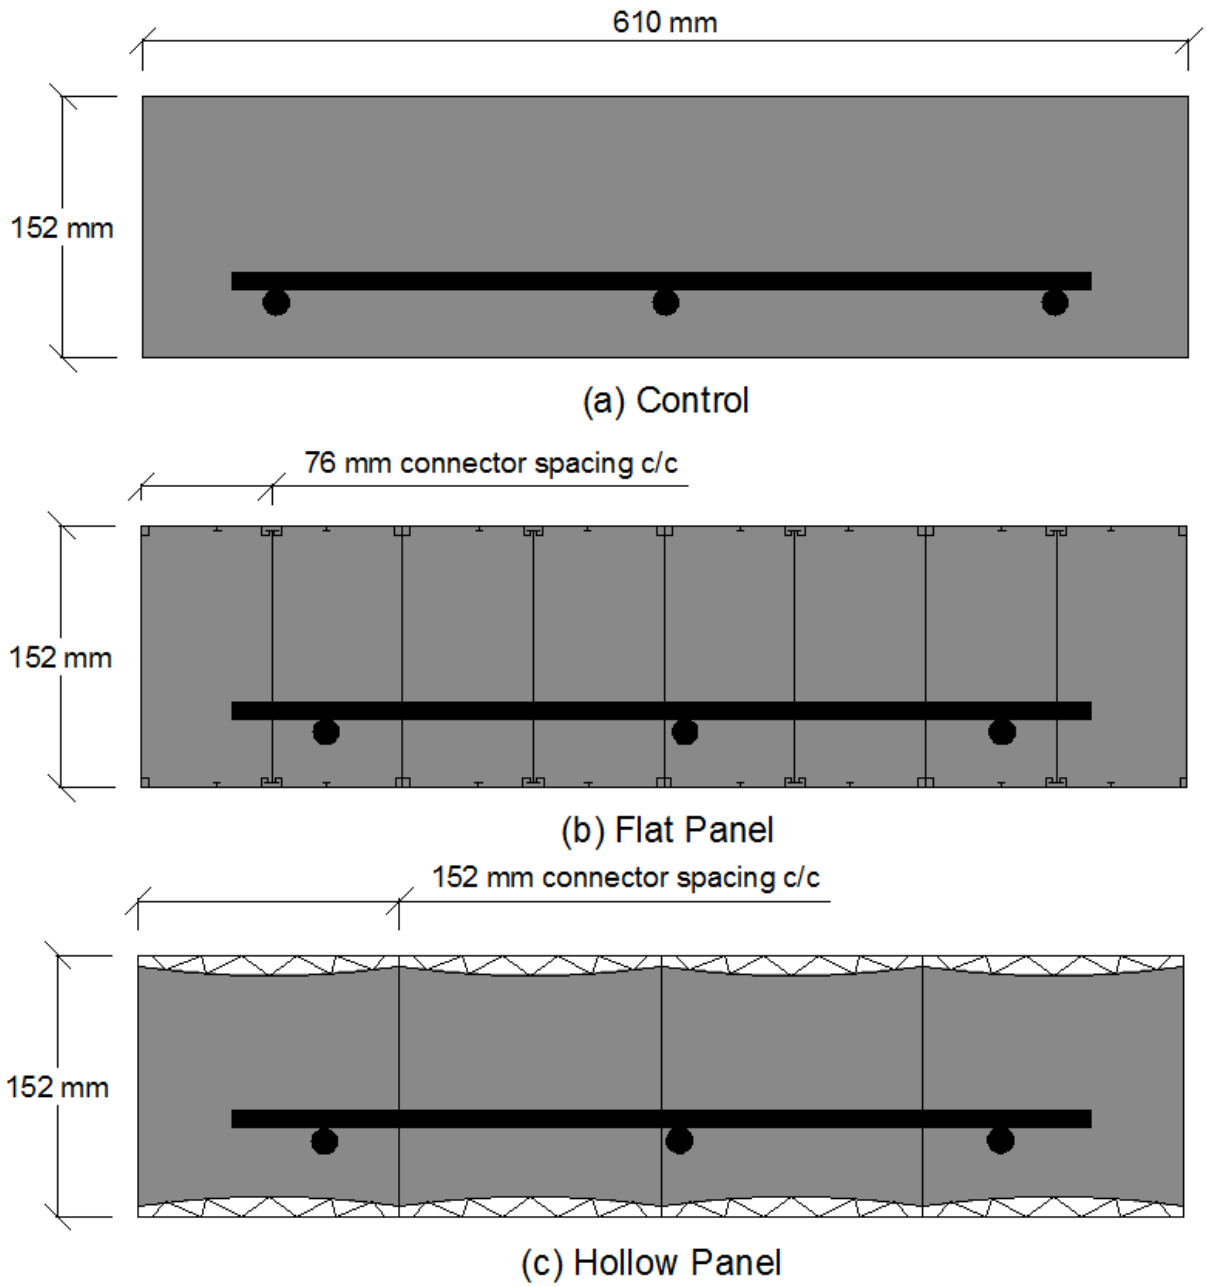 610 mm
152 mm
(a) Control
76 mm connector spacing c/c
152 mm
(b) Flat Panel
152 mm connector spacing c/c
152 mm
(c) Hollow Panel